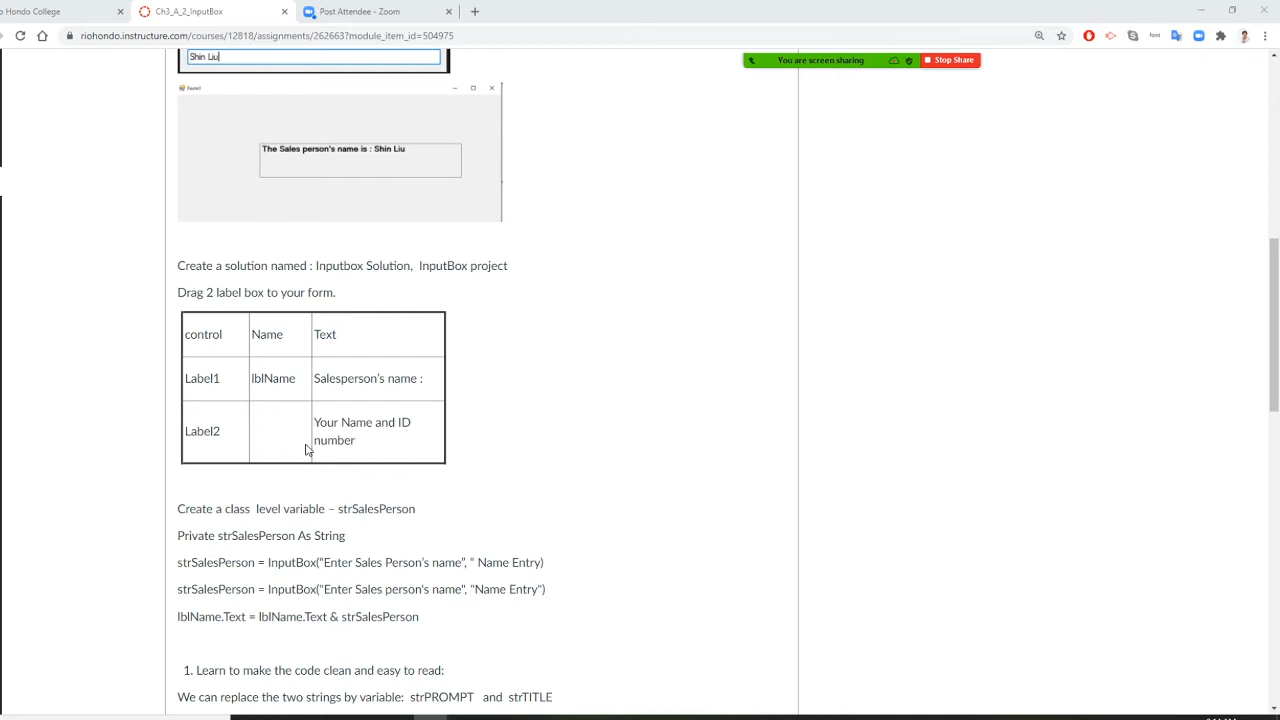 o Hondo College
Ch3_A_2_InputBox
Post Attendee - Zoom
riohondo.instructure.com/courses/12818/assignments/262663?module_item_id=504975
font
Shin Liu
You are screen sharing
Stop Share
Form1
The Sales person's name is : Shin Liu
Create a solution named : Inputbox Solution,  InputBox project
Drag 2 label box to your form.
control Name Text
Label1 lblName Salesperson's name :
Label2 Your Name and ID
number
Create a class  level variable – strSalesPerson
Private strSalesPerson As String
strSalesPerson = InputBox("Enter Sales Person's name", “ Name Entry)
strSalesPerson = InputBox("Enter Sales person's name", "Name Entry")
lblName.Text = lblName.Text & strSalesPerson
1. Learn to make the code clean and easy to read:
We can replace the two strings by variable:  strPROMPT   and  strTITLE